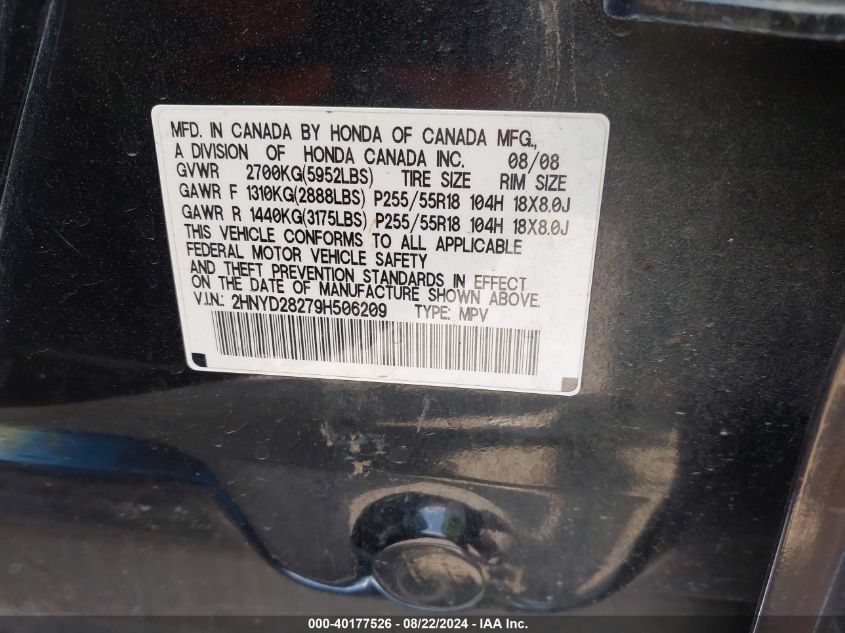 MFD. IN CANADA BY HONDA OF CANADA MFG.,
A DIVISION OF HONDA CANADA INC. 08/08
GVWR 2700KG(5952LBS) TIRE SIZE RIM SIZE
GAWR F 1310KG(2888LBS) P255/55R18 104H 18X8.0J
GAWR R 1440KG(3175LBS) P255/55R18 104H 18X8.0J
THIS VEHICLE CONFORMS TO ALL APPLICABLE
FEDERAL MOTOR VEHICLE SAFETY
AND THEFT PREVENTION STANDARDS IN EFFECT
ON THE DATE OF MANUFACTURE SHOWN ABOVE.
V.I.N.: 2HNYD28279H506209 TYPE: MPV
000-40177526 - 08/22/2024 - IAAI Inc.